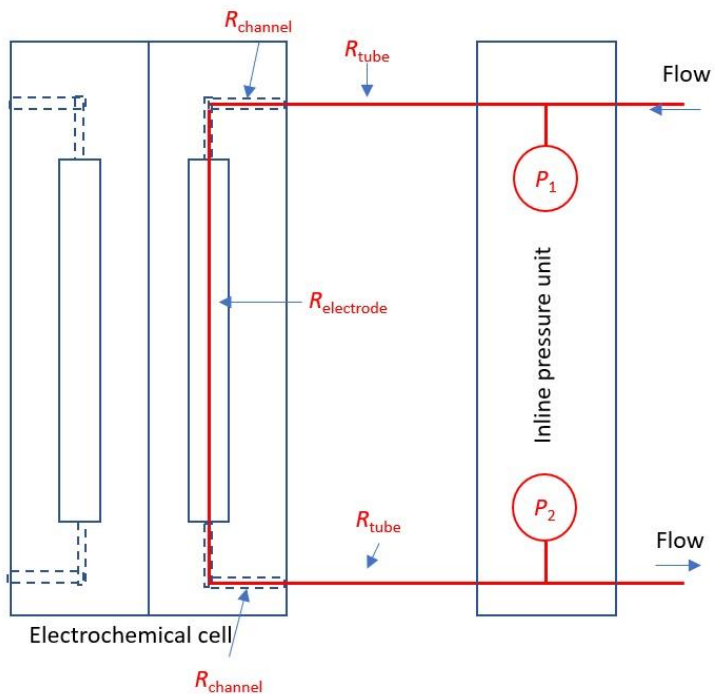 R_channel
R_tube
Flow
P_1
R_electrode
Inline pressure unit
P_2
R_tube
Flow
Electrochemical cell
R_channel